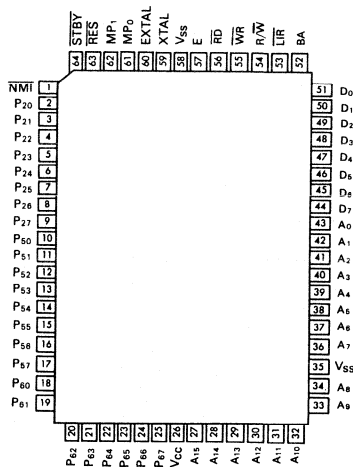 S̅T̅B̅Y̅ R̅E̅S̅ MP₁ MP₀ EXTAL XTAL Vss E R̅D̅ W̅R̅ R/W̅ L̅I̅R̅ BA
64 63 62 61 60 59 58 57 56 55 54 53 52
N̅M̅I̅ 1
P₂₀ 2
P₂₁ 3
P₂₂ 4
P₂₃ 5
P₂₄ 6
P₂₅ 7
P₂₆ 8
P₂₇ 9
P₅₀ 10
P₅₁ 11
P₅₂ 12
P₅₃ 13
P₅₄ 14
P₅₅ 15
P₅₆ 16
P₅₇ 17
P₆₀ 18
P₆₁ 19
51 D₀
50 D₁
49 D₂
48 D₃
47 D₄
46 D₅
45 D₆
44 D₇
43 A₀
42 A₁
41 A₂
40 A₃
39 A₄
38 A₅
37 A₆
36 A₇
35 Vss
34 A₈
33 A₉
20 21 22 23 24 25 26 27 28 29 30 31 32
P₆₂ P₆₃ P₆₄ P₆₅ P₆₆ P₆₇ Vcc A₁₅ A₁₄ A₁₃ A₁₂ A₁₁ A₁₀